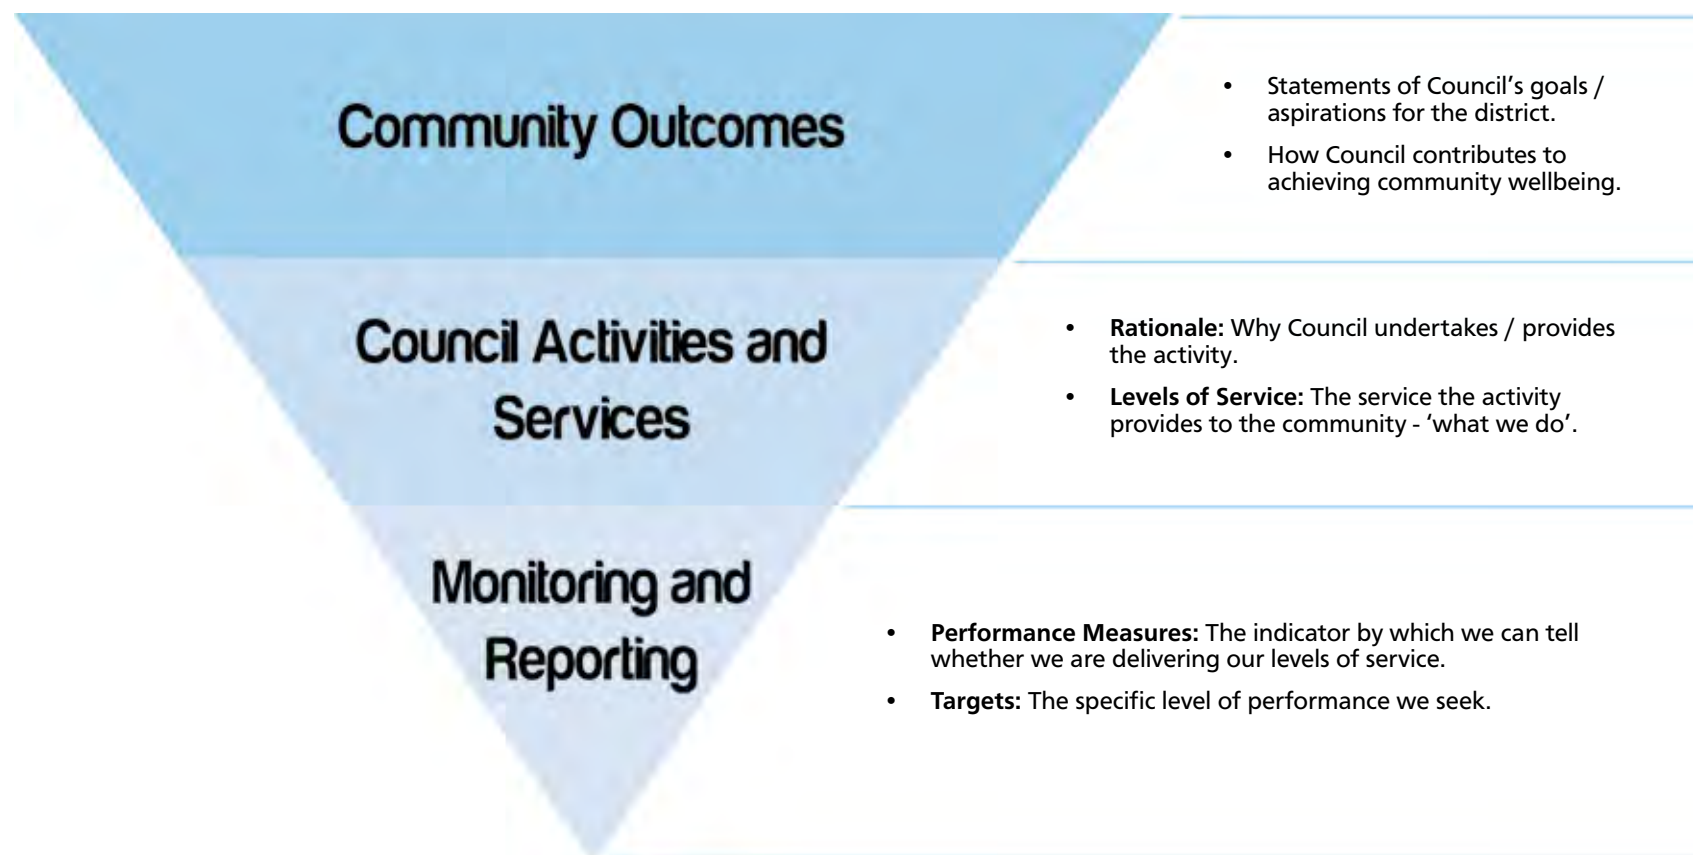 Community Outcomes
• Statements of Council’s goals /
aspirations for the district.
• How Council contributes to
achieving community wellbeing.
Council Activities and
Services
• Rationale: Why Council undertakes / provides
the activity.
• Levels of Service: The service the activity
provides to the community - ‘what we do’.
Monitoring and
Reporting
• Performance Measures: The indicator by which we can tell
whether we are delivering our levels of service.
• Targets: The specific level of performance we seek.